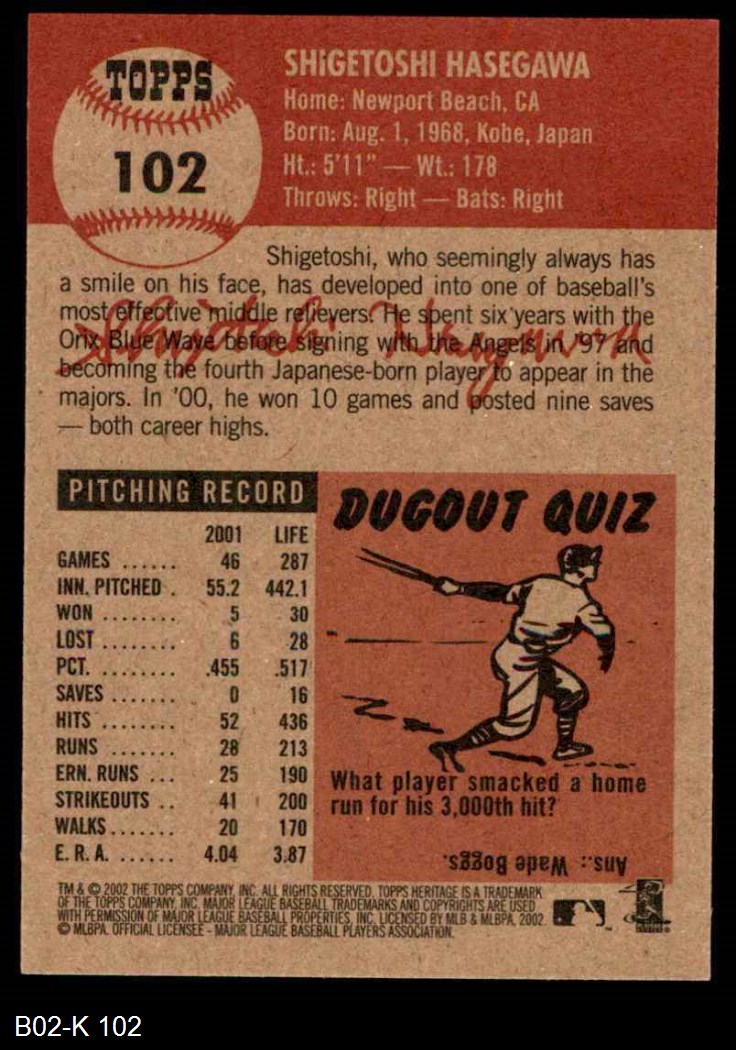 TOPPS
102
SHIGETOSHI HASEGAWA
Home: Newport Beach, CA
Born: Aug. 1, 1968, Kobe, Japan
Ht.: 5'11" — Wt.: 178
Throws: Right — Bats: Right
Shigetoshi, who seemingly always has
a smile on his face, has developed into one of baseball's
most effective middle relievers. He spent six years with the
Orix Blue Wave before signing with the Angels in '97 and
becoming the fourth Japanese-born player to appear in the
majors. In '00, he won 10 games and posted nine saves
— both career highs.
Shigetoshi Hasegawa
PITCHING RECORD
2001 LIFE
GAMES ...... 46 287
INN. PITCHED . 55.2 442.1
WON ........ 5 30
LOST ........ 6 28
PCT. ........ .455 .517
SAVES ....... 0 16
HITS ........ 52 436
RUNS ....... 28 213
ERN. RUNS ... 25 190
STRIKEOUTS .. 41 200
WALKS....... 20 170
E. R. A. ...... 4.04 3.87
DUGOUT QUIZ
What player smacked a home
run for his 3,000th hit?
Ans.: Wade Boggs.
TM & © 2002 THE TOPPS COMPANY, INC. ALL RIGHTS RESERVED. TOPPS HERITAGE IS A TRADEMARK
OF THE TOPPS COMPANY, INC. MAJOR LEAGUE BASEBALL TRADEMARKS AND COPYRIGHTS ARE USED
WITH PERMISSION OF MAJOR LEAGUE BASEBALL PROPERTIES, INC. LICENSED BY MLB & MLBPA, 2002
© MLBPA. OFFICIAL LICENSEE - MAJOR LEAGUE BASEBALL PLAYERS ASSOCIATION.
B02-K 102